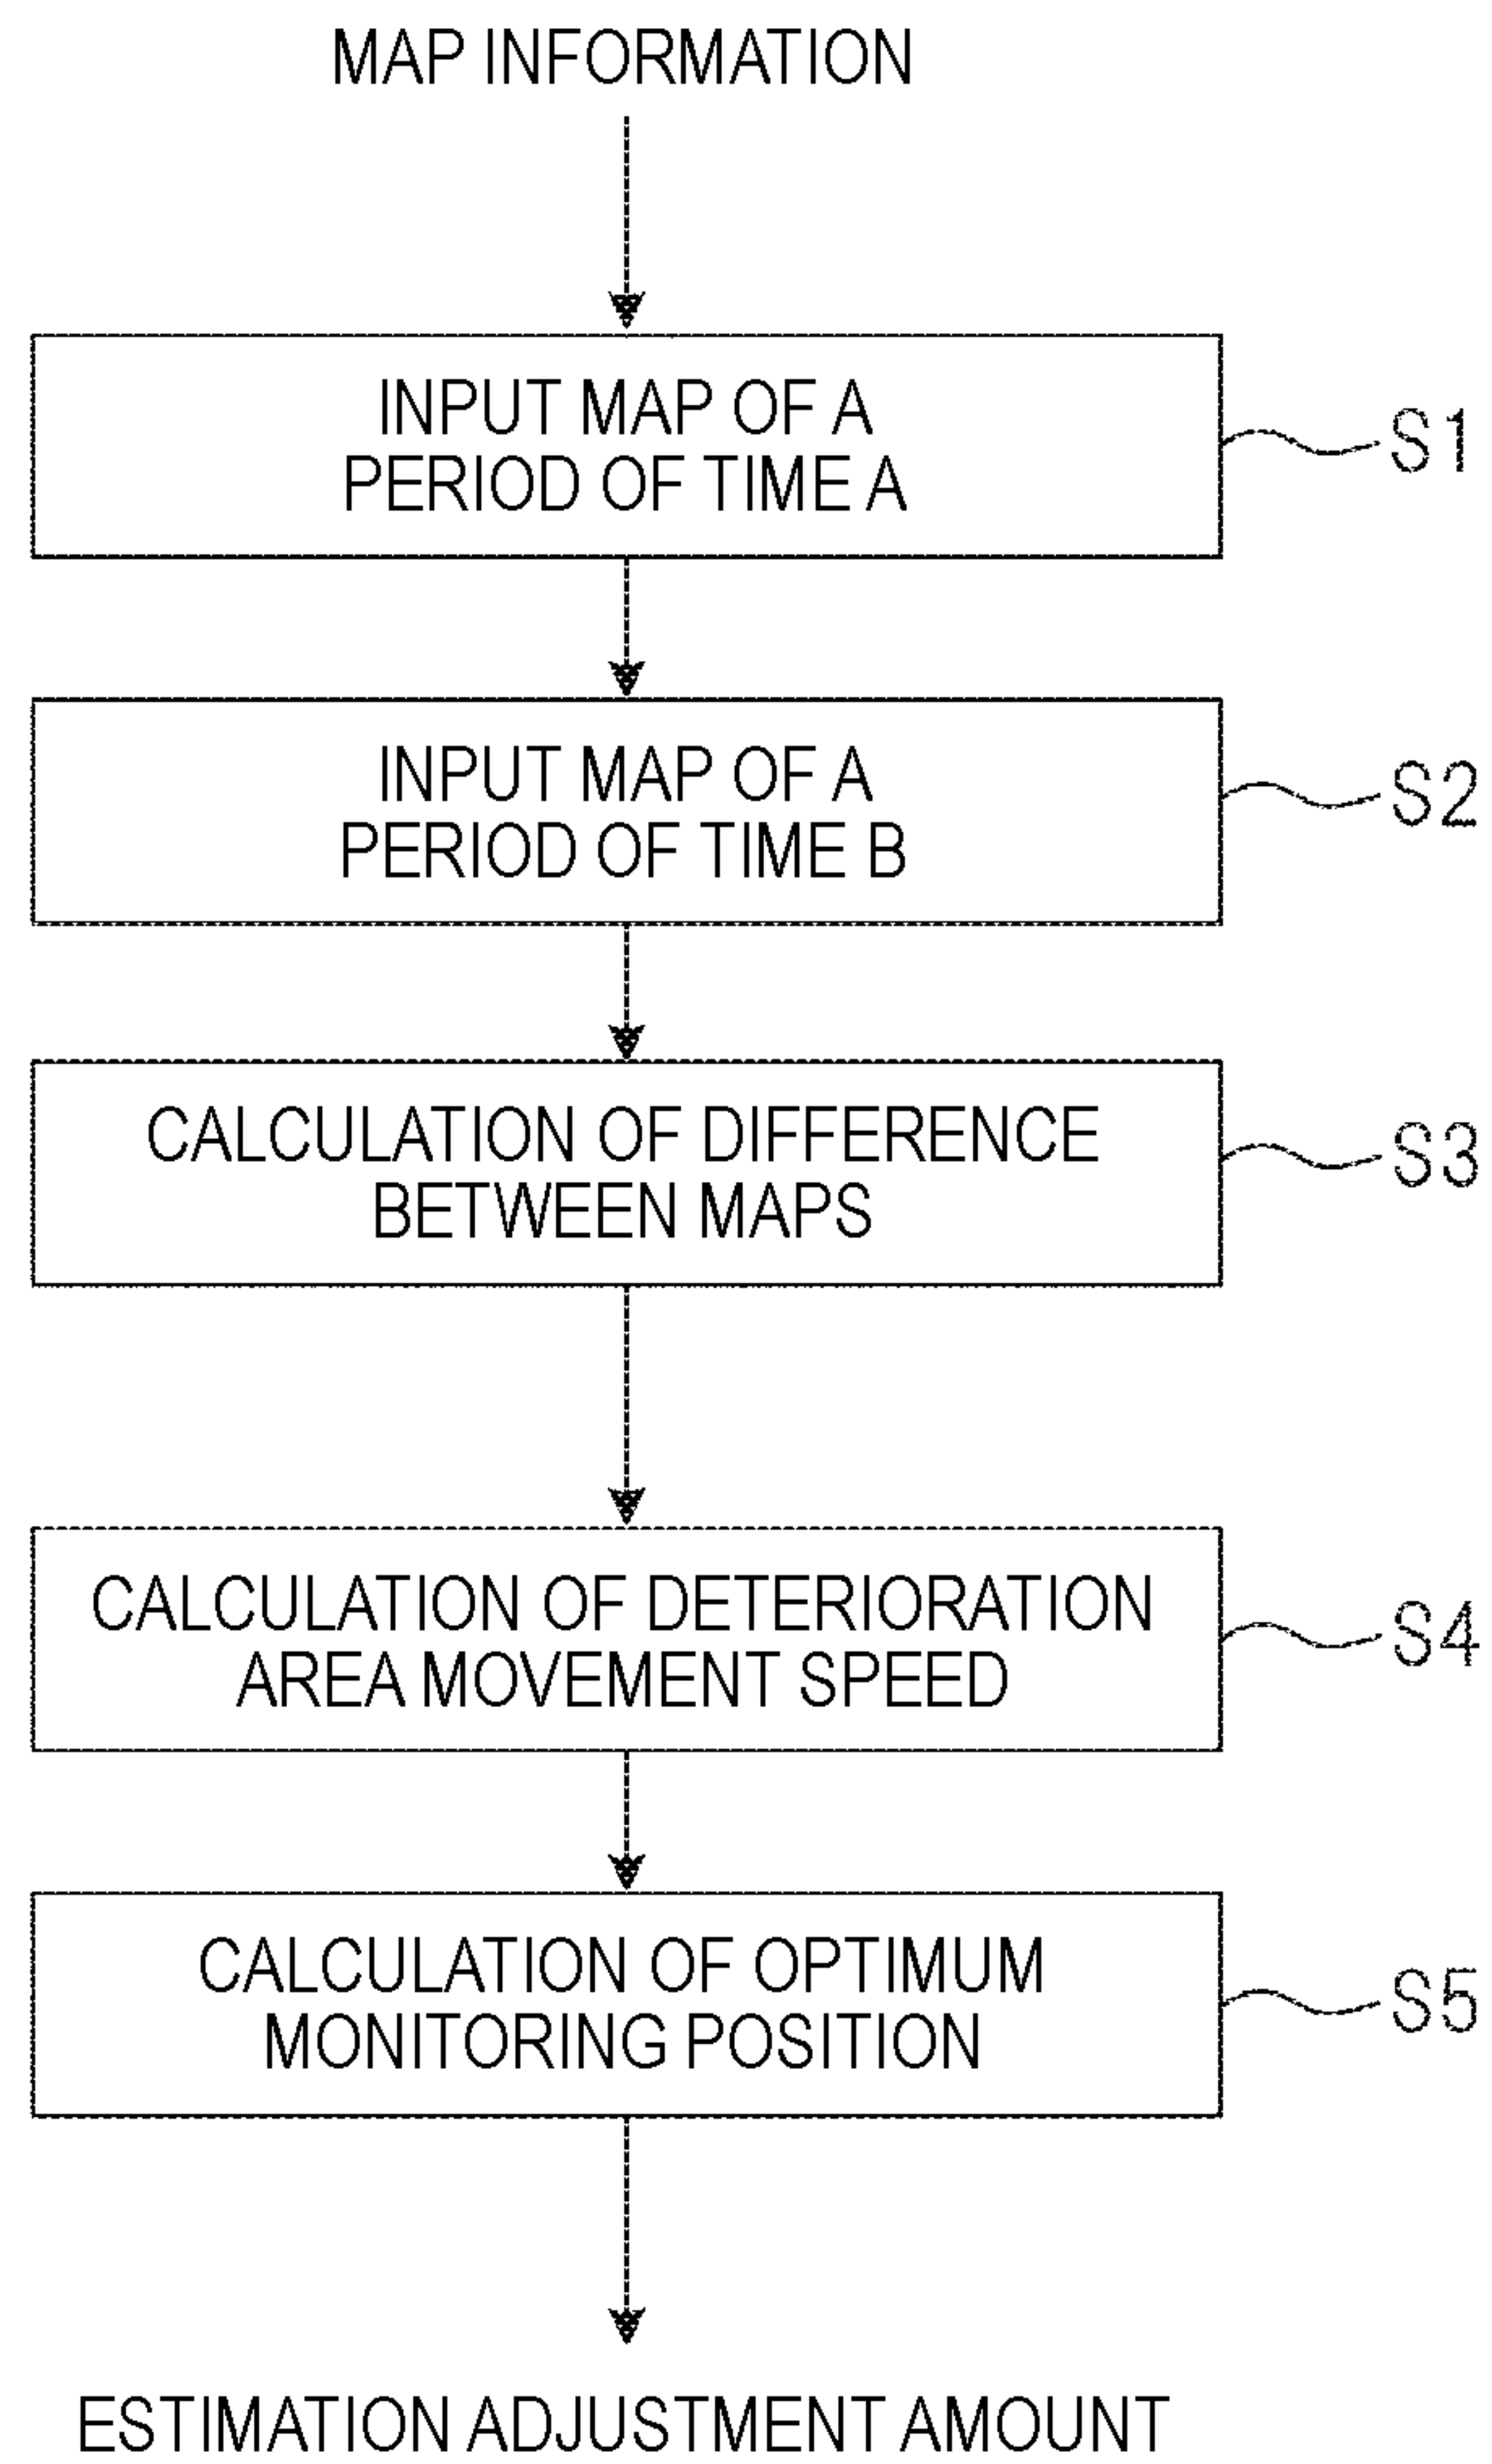 MAP INFORMATION
INPUT MAP OF A
PERIOD OF TIME A
S1
INPUT MAP OF A
PERIOD OF TIME B
S2
CALCULATION OF DIFFERENCE
BETWEEN MAPS
S3
CALCULATION OF DETERIORATION
AREA MOVEMENT SPEED
S4
CALCULATION OF OPTIMUM
MONITORING POSITION
S5
ESTIMATION ADJUSTMENT AMOUNT